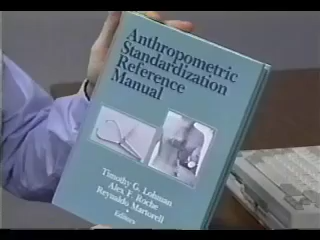 Anthropometric
Standardization
Reference
Manual
Timothy G. Lohman
Alex F. Roche
Reynaldo Martorell
Editors